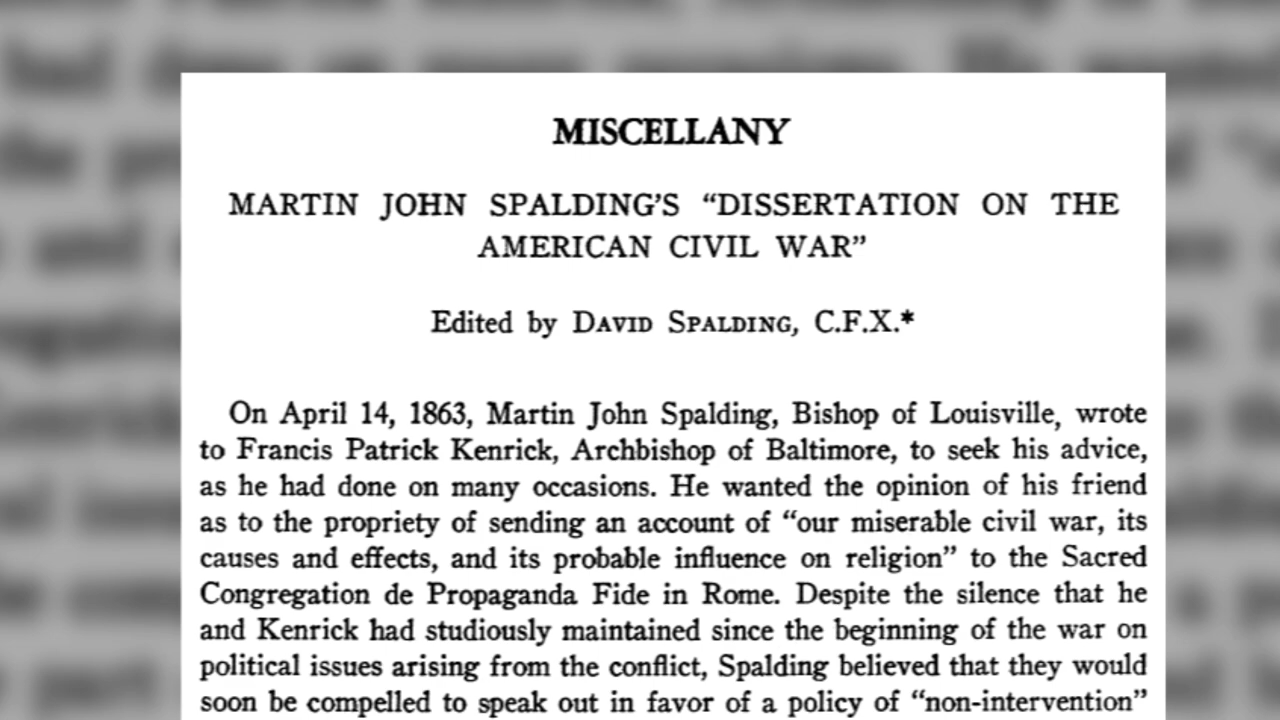 MISCELLANY
MARTIN JOHN SPALDING'S “DISSERTATION ON THE
AMERICAN CIVIL WAR”
Edited by DAVID SPALDING, C.F.X.*
On April 14, 1863, Martin John Spalding, Bishop of Louisville, wrote
to Francis Patrick Kenrick, Archbishop of Baltimore, to seek his advice,
as he had done on many occasions. He wanted the opinion of his friend
as to the propriety of sending an account of “our miserable civil war, its
causes and effects, and its probable influence on religion” to the Sacred
Congregation de Propaganda Fide in Rome. Despite the silence that he
and Kenrick had studiously maintained since the beginning of the war on
political issues arising from the conflict, Spalding believed that they would
soon be compelled to speak out in favor of a policy of “non-intervention”